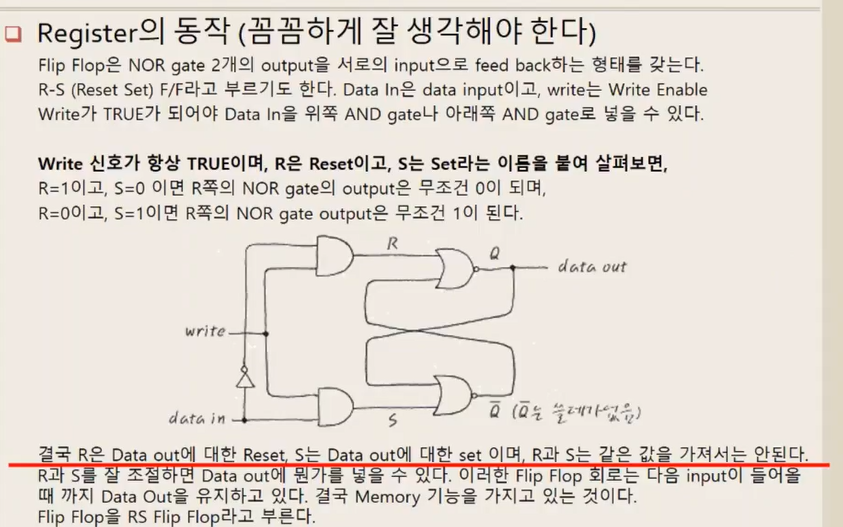 Register의 동작 (꼼꼼하게 잘 생각해야 한다)
Flip Flop은 NOR gate 2개의 output을 서로의 input으로 feed back하는 형태를 갖는다.
R-S (Reset Set) F/F라고 부르기도 한다. Data In은 data input이고, write는 Write Enable
Write가 TRUE가 되어야 Data In을 위쪽 AND gate나 아래쪽 AND gate로 넣을 수 있다.
Write 신호가 항상 TRUE이며, R은 Reset이고, S는 Set라는 이름을 붙여 살펴보면,
R=1이고, S=0 이면 R쪽의 NOR gate의 output은 무조건 0이 되며,
R=0이고, S=1이면 R쪽의 NOR gate output은 무조건 1이 된다.
R
Q
data out
write
data in
S
Q̅ (Q̅는 쓸데가없음)
결국 R은 Data out에 대한 Reset, S는 Data out에 대한 set 이며, R과 S는 같은 값을 가져서는 안된다.
R과 S를 잘 조절하면 Data out에 뭔가를 넣을 수 있다. 이러한 Flip Flop 회로는 다음 input이 들어올
때 까지 Data Out을 유지하고 있다. 결국 Memory 기능을 가지고 있는 것이다.
Flip Flop을 RS Flip Flop라고 부른다.